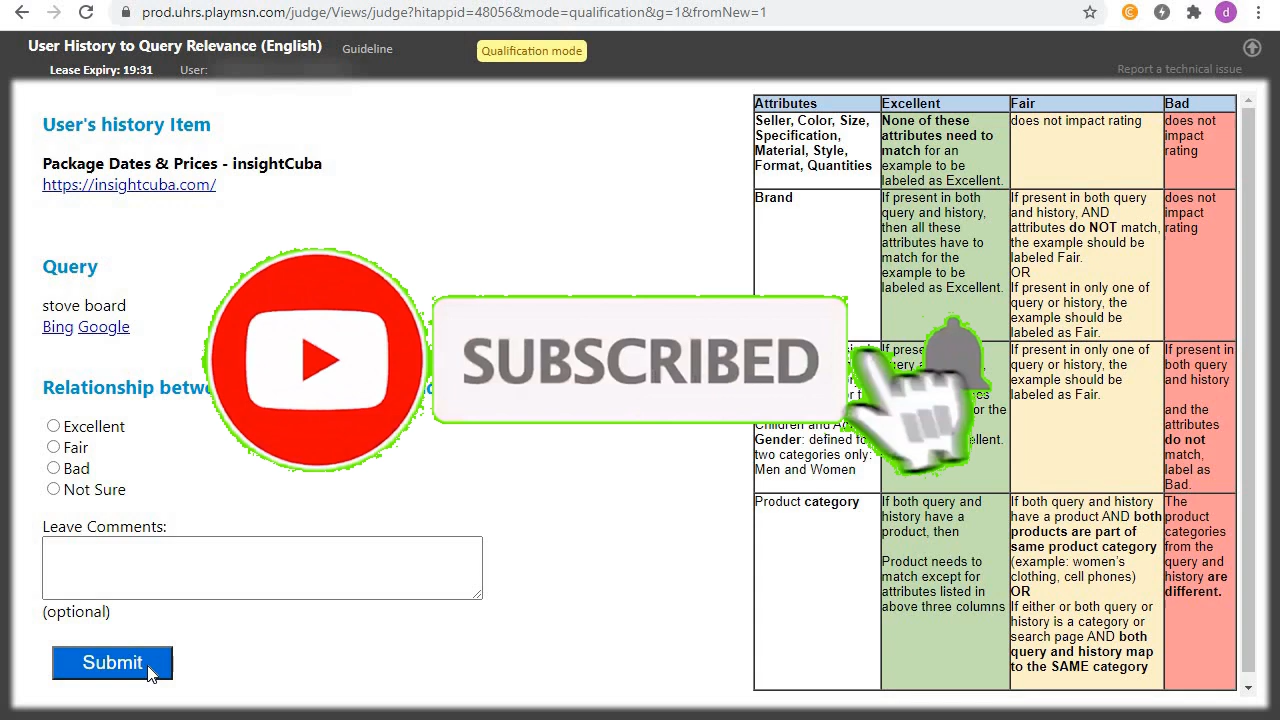 prod.uhrs.playmsn.com/judge/Views/judge?hitappid=48056&mode=qualification&g=1&fromNew=1
d
User History to Query Relevance (English)
Guideline
Qualification mode
Lease Expiry: 19:31
User:
Report a technical issue
User's history Item
Package Dates & Prices - insightCuba
https://insightcuba.com/
Query
stove board
Bing Google
Relationship betwe
Excellent
Fair
Bad
Not Sure
Leave Comments:
(optional)
Submit
SUBSCRIBED
Attributes
Excellent
Fair
Bad
Seller, Color, Size,
Specification,
Material, Style,
Format, Quantities
None of these
attributes need to
match for an
example to be
labeled as Excellent.
does not impact rating
does not
impact
rating
Brand
If present in both
query and history,
then all these
attributes have to
match for the
example to be
labeled as Excellent.
If present in both query
and history, AND
attributes do NOT match,
the example should be
labeled Fair.
OR
If present in only one of
query or history, the
example should be
labeled as Fair.
does not
impact
rating
Children and A
Gender: defined fo
two categories only:
Men and Women
If prese
or the
ellent.
If present in only one of
query or history, the
example should be
labeled as Fair.
If present in
both query
and history
and the
attributes
do not
match,
label as
Bad.
Product category
If both query and
history have a
product, then
Product needs to
match except for
attributes listed in
above three columns
If both query and history
have a product AND both
products are part of
same product category
(example: women's
clothing, cell phones)
OR
If either or both query or
history is a category or
search page AND both
query and history map
to the SAME category
The
product
categories
from the
query and
history are
different.